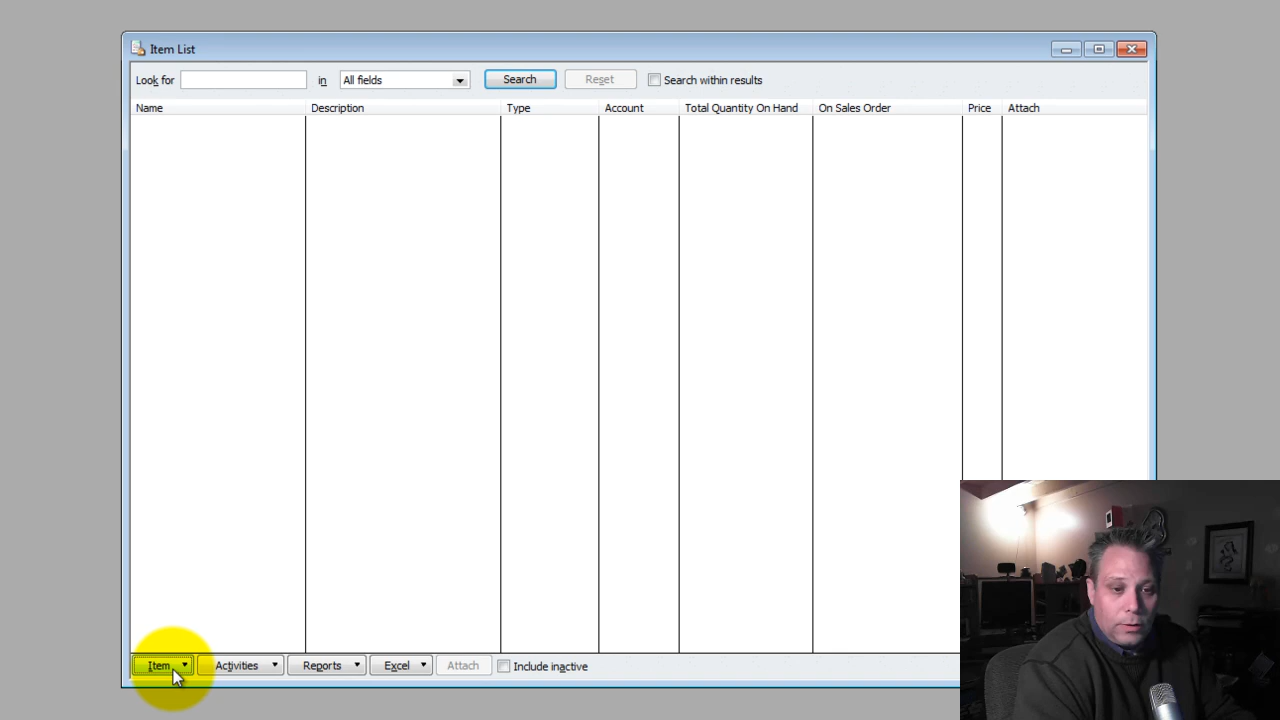 Item List
Look for in All fields Search Reset Search within results
Name Description Type Account Total Quantity On Hand On Sales Order Price Attach
Item Activities Reports Excel Attach Include inactive